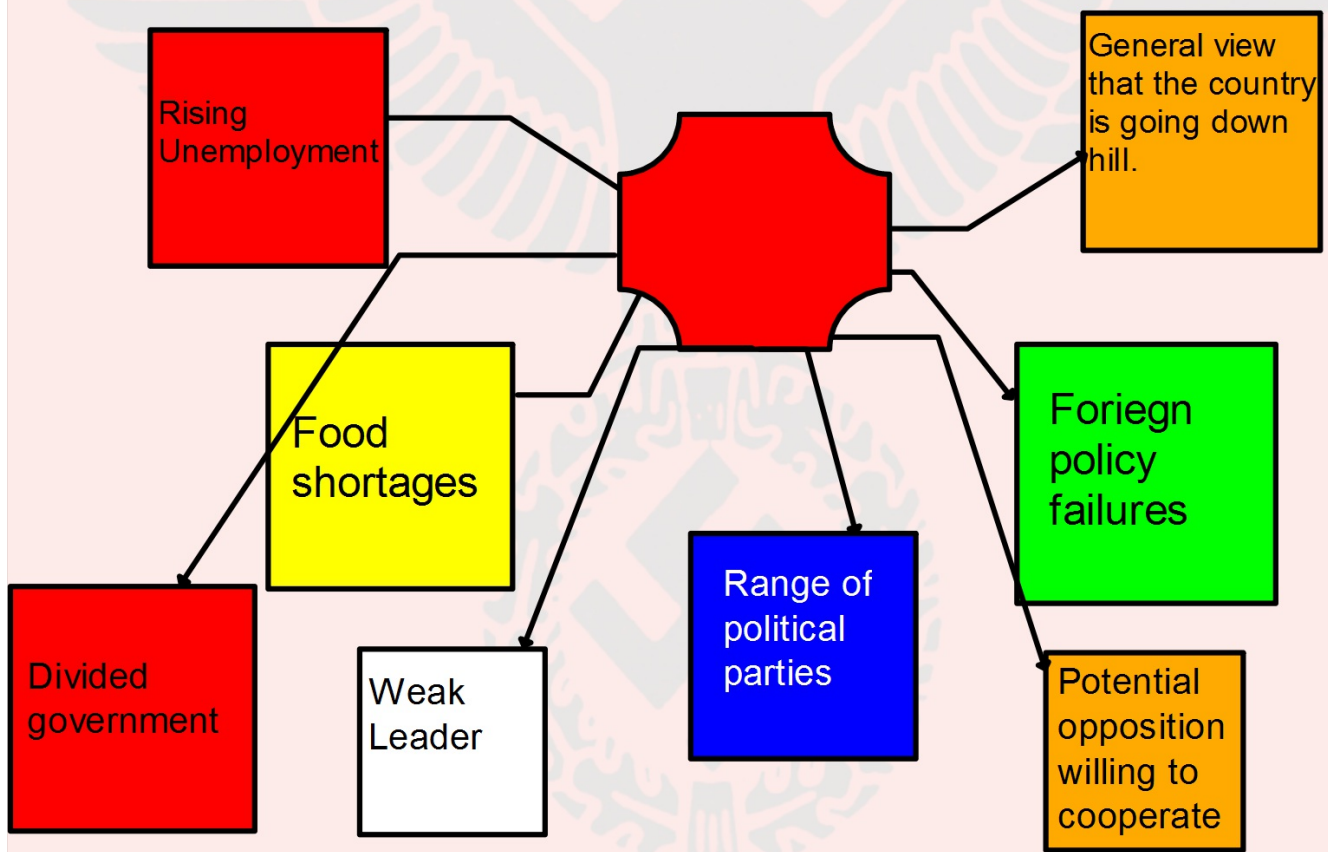 Rising
Unemployment
General view
that the country
is going down
hill.
Food
shortages
Foriegn
policy
failures
Divided
government
Weak
Leader
Range of
political
parties
Potential
opposition
willing to
cooperate